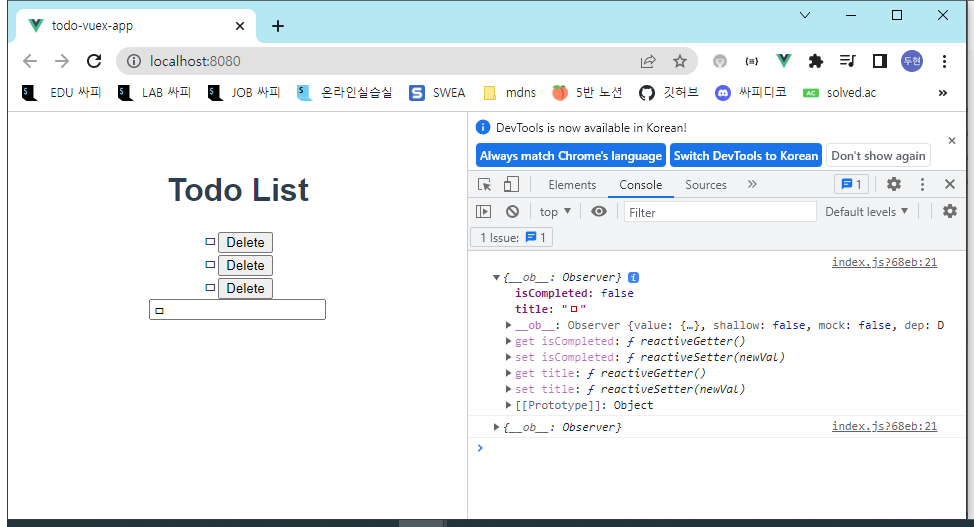 todo-vuex-app
localhost:8080
두현
EDU 싸피 LAB 싸피 JOB 싸피 온라인실습실 SWEA mdns 5반 노션 깃허브 싸피디코 solved.ac »
Todo List
ㅁ Delete
ㅁ Delete
ㅁ Delete
ㅁ
DevTools is now available in Korean!
Always match Chrome's language Switch DevTools to Korean Don't show again
Elements Console Sources » 1
top Filter Default levels
1 Issue: 1
index.js?68eb:21
{__ob__: Observer}
isCompleted: false
title: "ㅁ"
__ob__: Observer {value: {…}, shallow: false, mock: false, dep: D
get isCompleted: ƒ reactiveGetter()
set isCompleted: ƒ reactiveSetter(newVal)
get title: ƒ reactiveGetter()
set title: ƒ reactiveSetter(newVal)
[[Prototype]]: Object
{__ob__: Observer} index.js?68eb:21